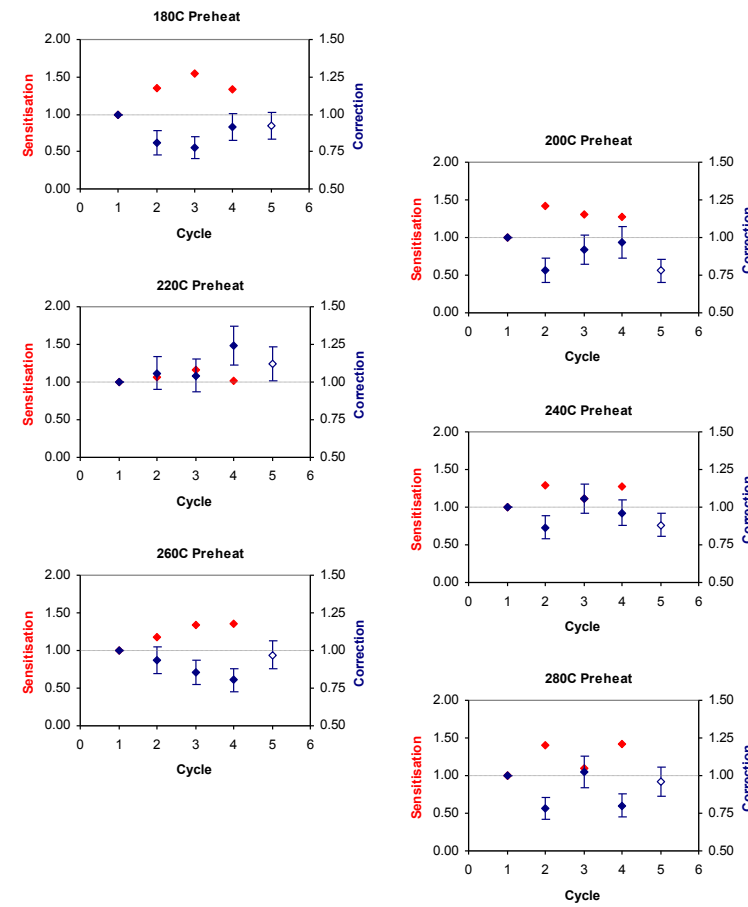 180C Preheat
2.00 1.50
1.50 1.25
1.00 1.00
0.50 0.75
0.00 0.50
0 1 2 3 4 5 6
Sensitisation
Correction
Cycle
220C Preheat
2.00 1.50
1.50 1.25
1.00 1.00
0.50 0.75
0.00 0.50
0 1 2 3 4 5 6
Sensitisation
Correction
Cycle
260C Preheat
2.00 1.50
1.50 1.25
1.00 1.00
0.50 0.75
0.00 0.50
0 1 2 3 4 5 6
Sensitisation
Correction
Cycle
200C Preheat
2.00 1.50
1.50 1.25
1.00 1.00
0.50 0.75
0.00 0.50
0 1 2 3 4 5 6
Sensitisation
Correction
Cycle
240C Preheat
2.00 1.50
1.50 1.25
1.00 1.00
0.50 0.75
0.00 0.50
0 1 2 3 4 5 6
Sensitisation
Correction
Cycle
280C Preheat
2.00 1.50
1.50 1.25
1.00 1.00
0.50 0.75
0.00 0.50
0 1 2 3 4 5 6
Sensitisation
Correction
Cycle